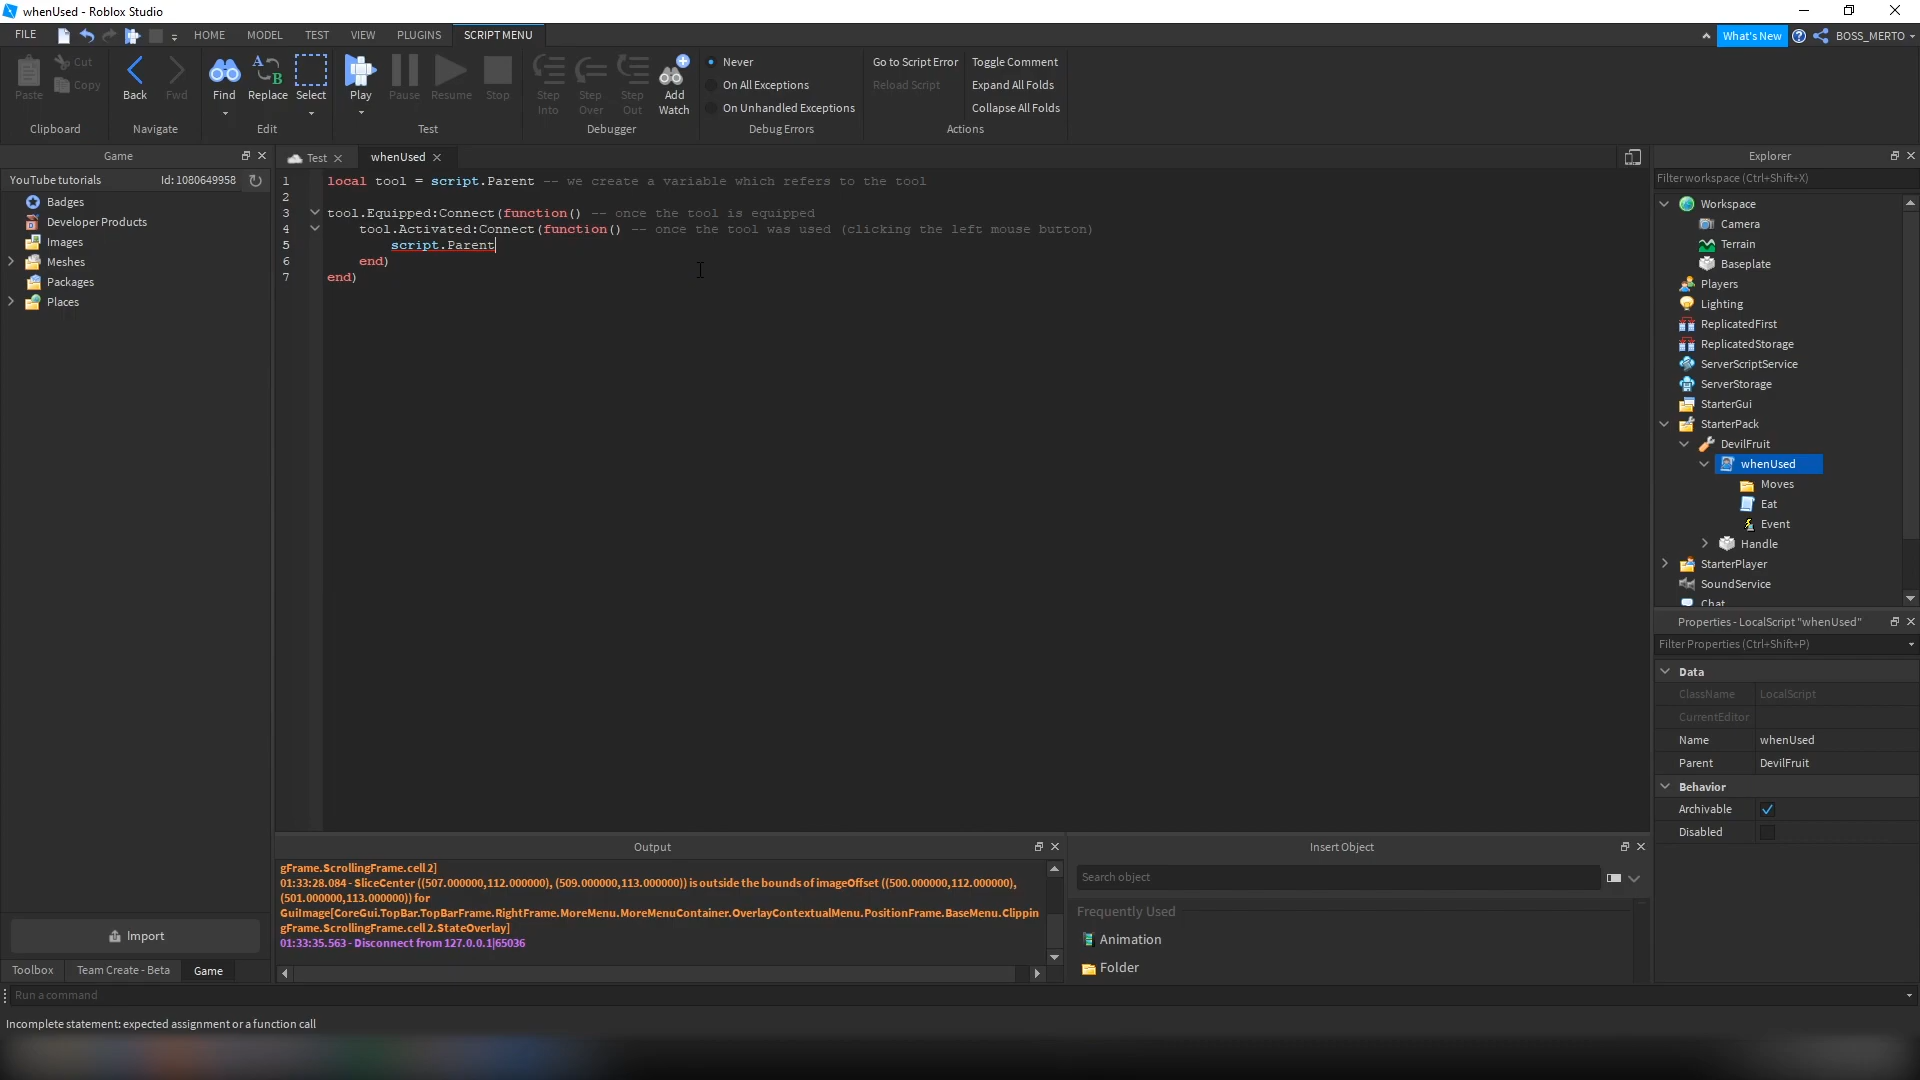 whenUsed - Roblox Studio
FILE HOME MODEL TEST VIEW PLUGINS SCRIPT MENU What's New BOSS_MERTO
Paste Cut Copy Back Fwd Find Replace Select Play Pause Resume Stop Step Into Step Over Step Out Add Watch
Never Go to Script Error Toggle Comment
On All Exceptions Reload Script Expand All Folds
On Unhandled Exceptions Collapse All Folds
Clipboard Navigate Edit Test Debugger Debug Errors Actions
Game
YouTube tutorials Id: 1080649958
Badges
Developer Products
Images
Meshes
Packages
Places
Import
Toolbox Team Create - Beta Game
Test whenUsed
1 local tool = script.Parent -- we create a variable which refers to the tool
2
3 tool.Equipped:Connect(function() -- once the tool is equipped
4 tool.Activated:Connect(function() -- once the tool was used (clicking the left mouse button)
5 script.Parent
6 end)
7 end)
Output
gFrame.ScrollingFrame.cell 2]
01:33:28.084 - SliceCenter ((507.000000,112.000000), (509.000000,113.000000)) is outside the bounds of imageOffset ((500.000000,112.000000),
(501.000000,113.000000)) for
GuiImage[CoreGui.TopBar.TopBarFrame.RightFrame.MoreMenu.MoreMenuContainer.OverlayContextualMenu.PositionFrame.BaseMenu.Clippin
gFrame.ScrollingFrame.cell 2.StateOverlay]
01:33:35.563 - Disconnect from 127.0.0.1|65036
Insert Object
Search object
Frequently Used
Animation
Folder
Explorer
Filter workspace (Ctrl+Shift+X)
Workspace
Camera
Terrain
Baseplate
Players
Lighting
ReplicatedFirst
ReplicatedStorage
ServerScriptService
ServerStorage
StarterGui
StarterPack
DevilFruit
whenUsed
Moves
Eat
Event
Handle
StarterPlayer
SoundService
Chat
Properties - LocalScript "whenUsed"
Filter Properties (Ctrl+Shift+P)
Data
ClassName LocalScript
CurrentEditor
Name whenUsed
Parent DevilFruit
Behavior
Archivable
Disabled
Run a command
Incomplete statement: expected assignment or a function call